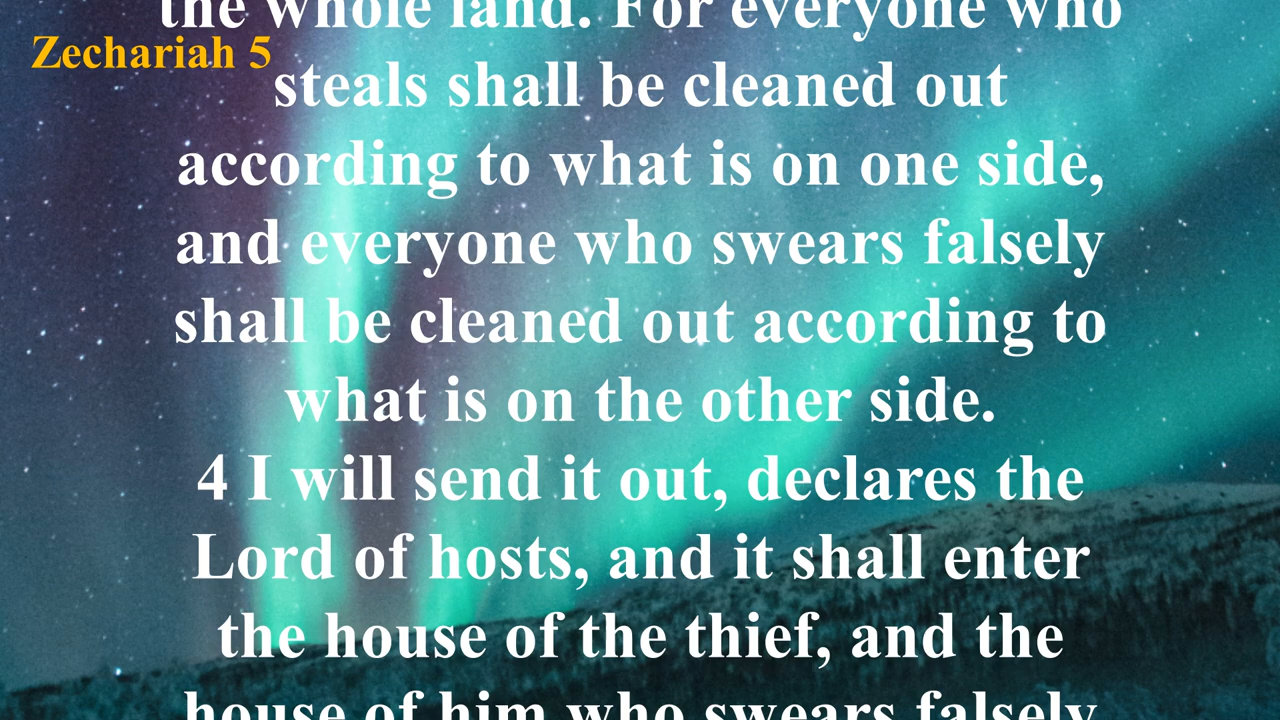 the whole land. For everyone who
Zechariah 5
steals shall be cleaned out
according to what is on one side,
and everyone who swears falsely
shall be cleaned out according to
what is on the other side.
4 I will send it out, declares the
Lord of hosts, and it shall enter
the house of the thief, and the
house of him who swears falsely